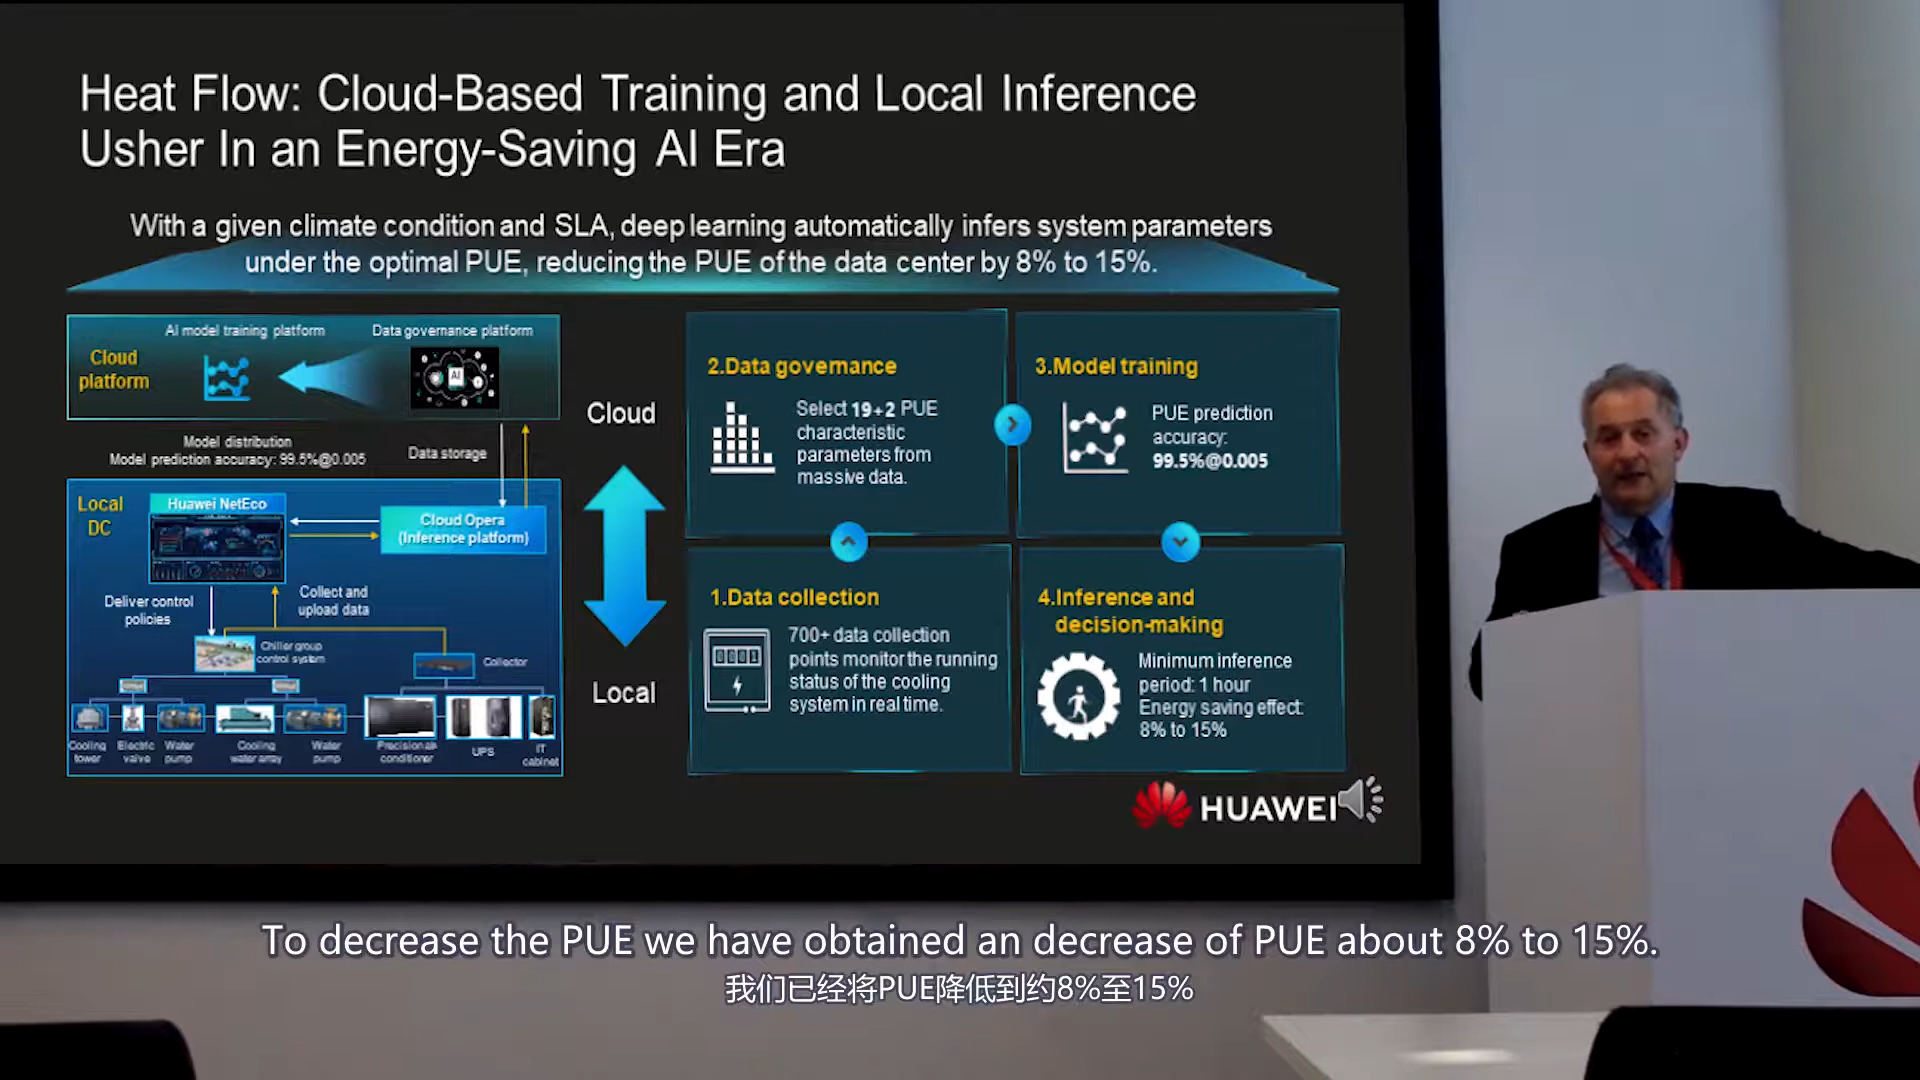 Heat Flow: Cloud-Based Training and Local Inference
Usher In an Energy-Saving AI Era
With a given climate condition and SLA, deep learning automatically infers system parameters
under the optimal PUE, reducing the PUE of the data center by 8% to 15%.
Cloud
platform
AI model training platform
Data governance platform
AI
Model distribution
Model prediction accuracy: 99.5%@0.005
Data storage
Local
DC
Huawei NetEco
Cloud Opera
(Inference platform)
Deliver control
policies
Collect and
upload data
Chiller group
control system
Collector
Cooling
tower
Electric
valve
Water
pump
Cooling
water array
Water
pump
Precision air
conditioner
UPS
IT
cabinet
Cloud
Local
2.Data governance
Select 19+2 PUE
characteristic
parameters from
massive data.
3.Model training
PUE prediction
accuracy:
99.5%@0.005
1.Data collection
0001
700+ data collection
points monitor the running
status of the cooling
system in real time.
4.Inference and
decision-making
Minimum inference
period: 1 hour
Energy saving effect:
8% to 15%
HUAWEI
To decrease the PUE we have obtained an decrease of PUE about 8% to 15%.
我们已经将PUE降低到约8%至15%